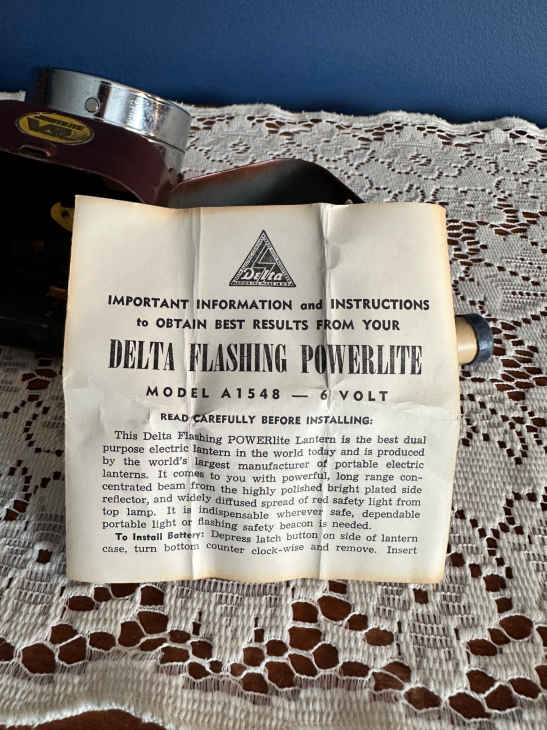 Delta
IMPORTANT INFORMATION and INSTRUCTIONS
to OBTAIN BEST RESULTS FROM YOUR
DELTA FLASHING POWERLITE
MODEL A1548 — 6 VOLT
READ CAREFULLY BEFORE INSTALLING:
This Delta Flashing POWERlite Lantern is the best dual
purpose electric lantern in the world today and is produced
by the world's largest manufacturer of portable electric
lanterns. It comes to you with powerful, long range con-
centrated beam from the highly polished bright plated side
reflector, and widely diffused spread of red safety light from
top lamp. It is indispensable wherever safe, dependable
portable light or flashing safety beacon is needed.
To Install Battery: Depress latch button on side of lantern
case, turn bottom counter clock-wise and remove. Insert